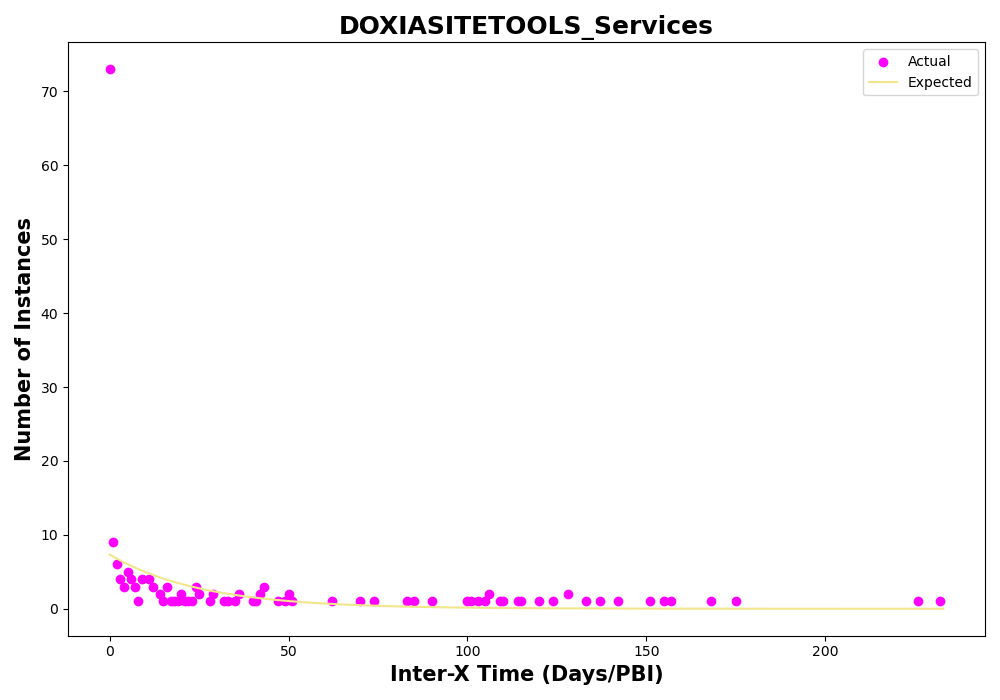 DOXIASITETOOLS_Services
Actual
Expected
Number of Instances
70
60
50
40
30
20
10
0
0
50
100
150
200
Inter-X Time (Days/PBI)